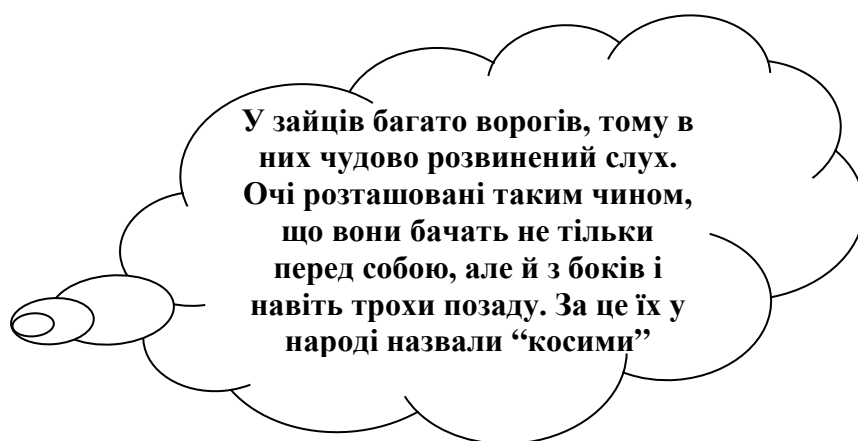 У зайців багато ворогів, тому в
них чудово розвинений слух.
Очі розташовані таким чином,
що вони бачать не тільки
перед собою, але й з боків і
навіть трохи позаду. За це їх у
народі назвали “косими”